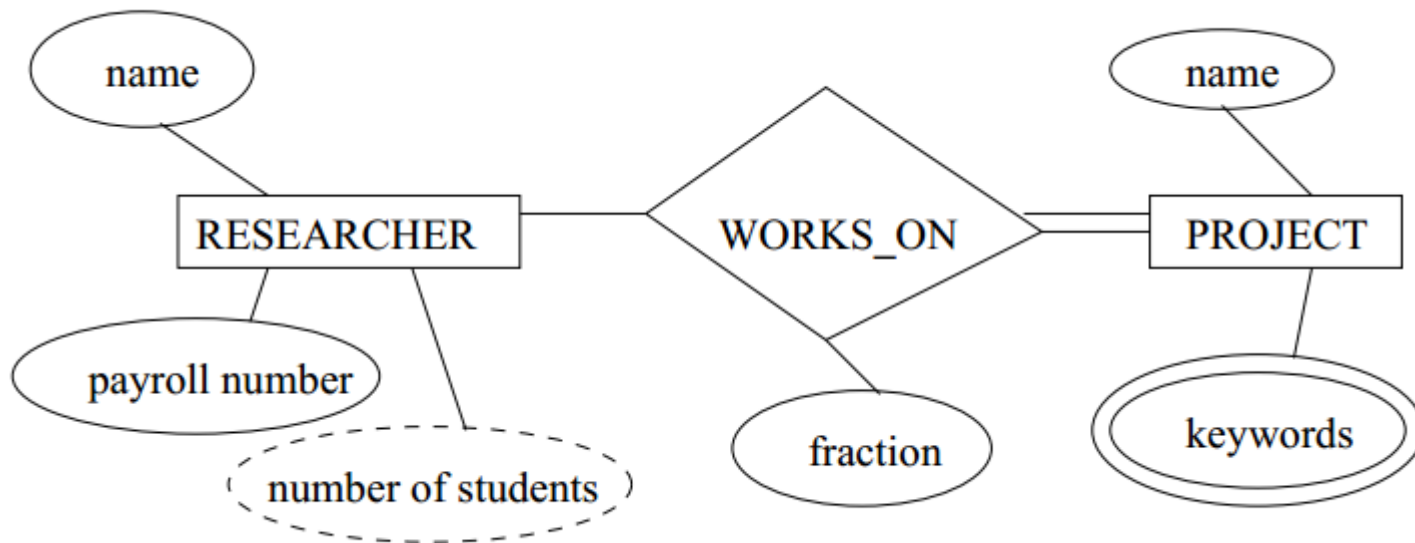 name
name
RESEARCHER
WORKS_ON
PROJECT
payroll number
number of students
fraction
keywords